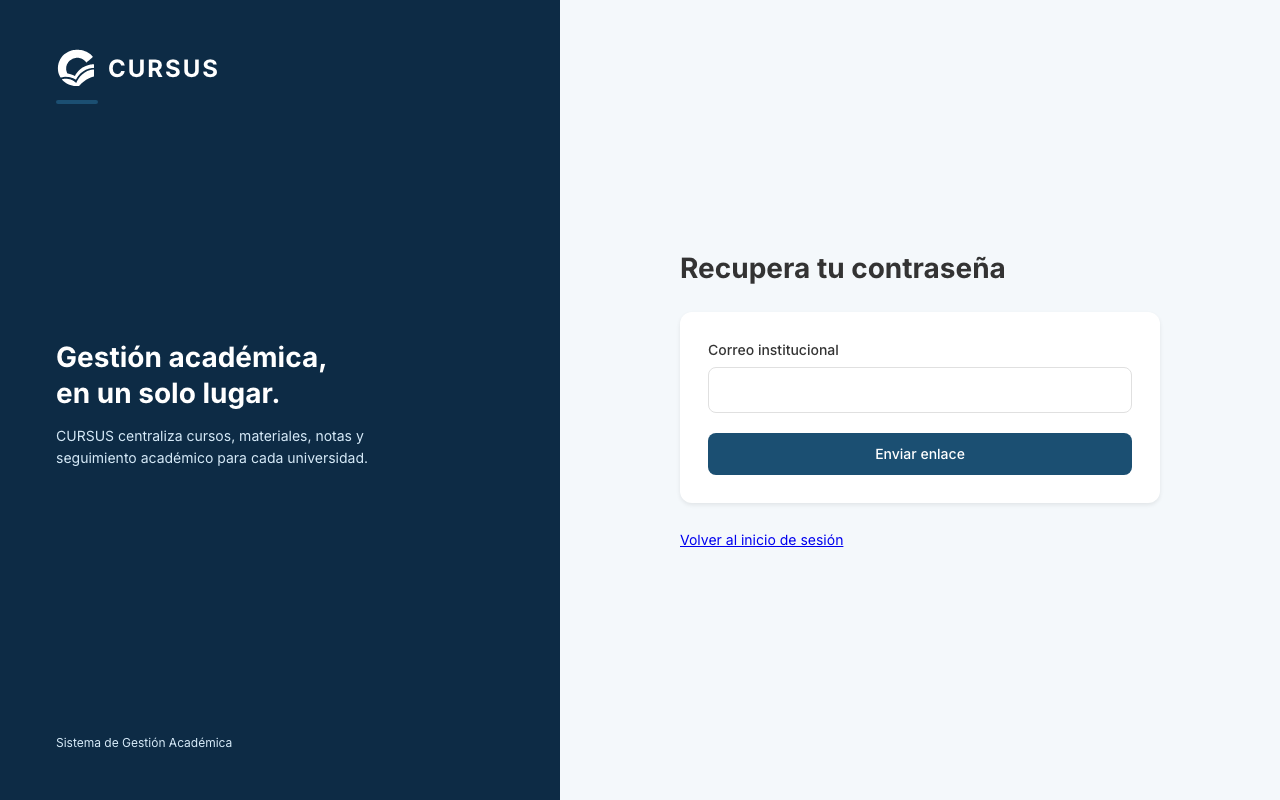 CURSUS
Gestión académica,
en un solo lugar.
CURSUS centraliza cursos, materiales, notas y
seguimiento académico para cada universidad.
Sistema de Gestión Académica
Recupera tu contraseña
Correo institucional
Enviar enlace
Volver al inicio de sesión